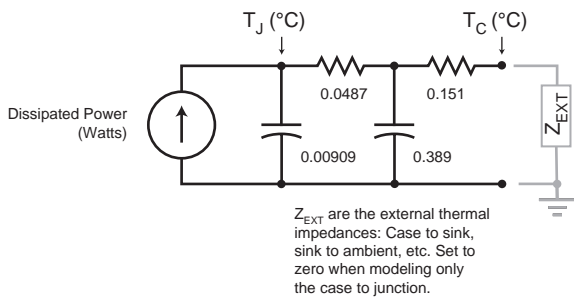 T_J (°C)
T_C (°C)
0.0487
0.151
Dissipated Power
(Watts)
0.00909
0.389
Z_EXT
Z_EXT are the external thermal
impedances: Case to sink,
sink to ambient, etc. Set to
zero when modeling only
the case to junction.